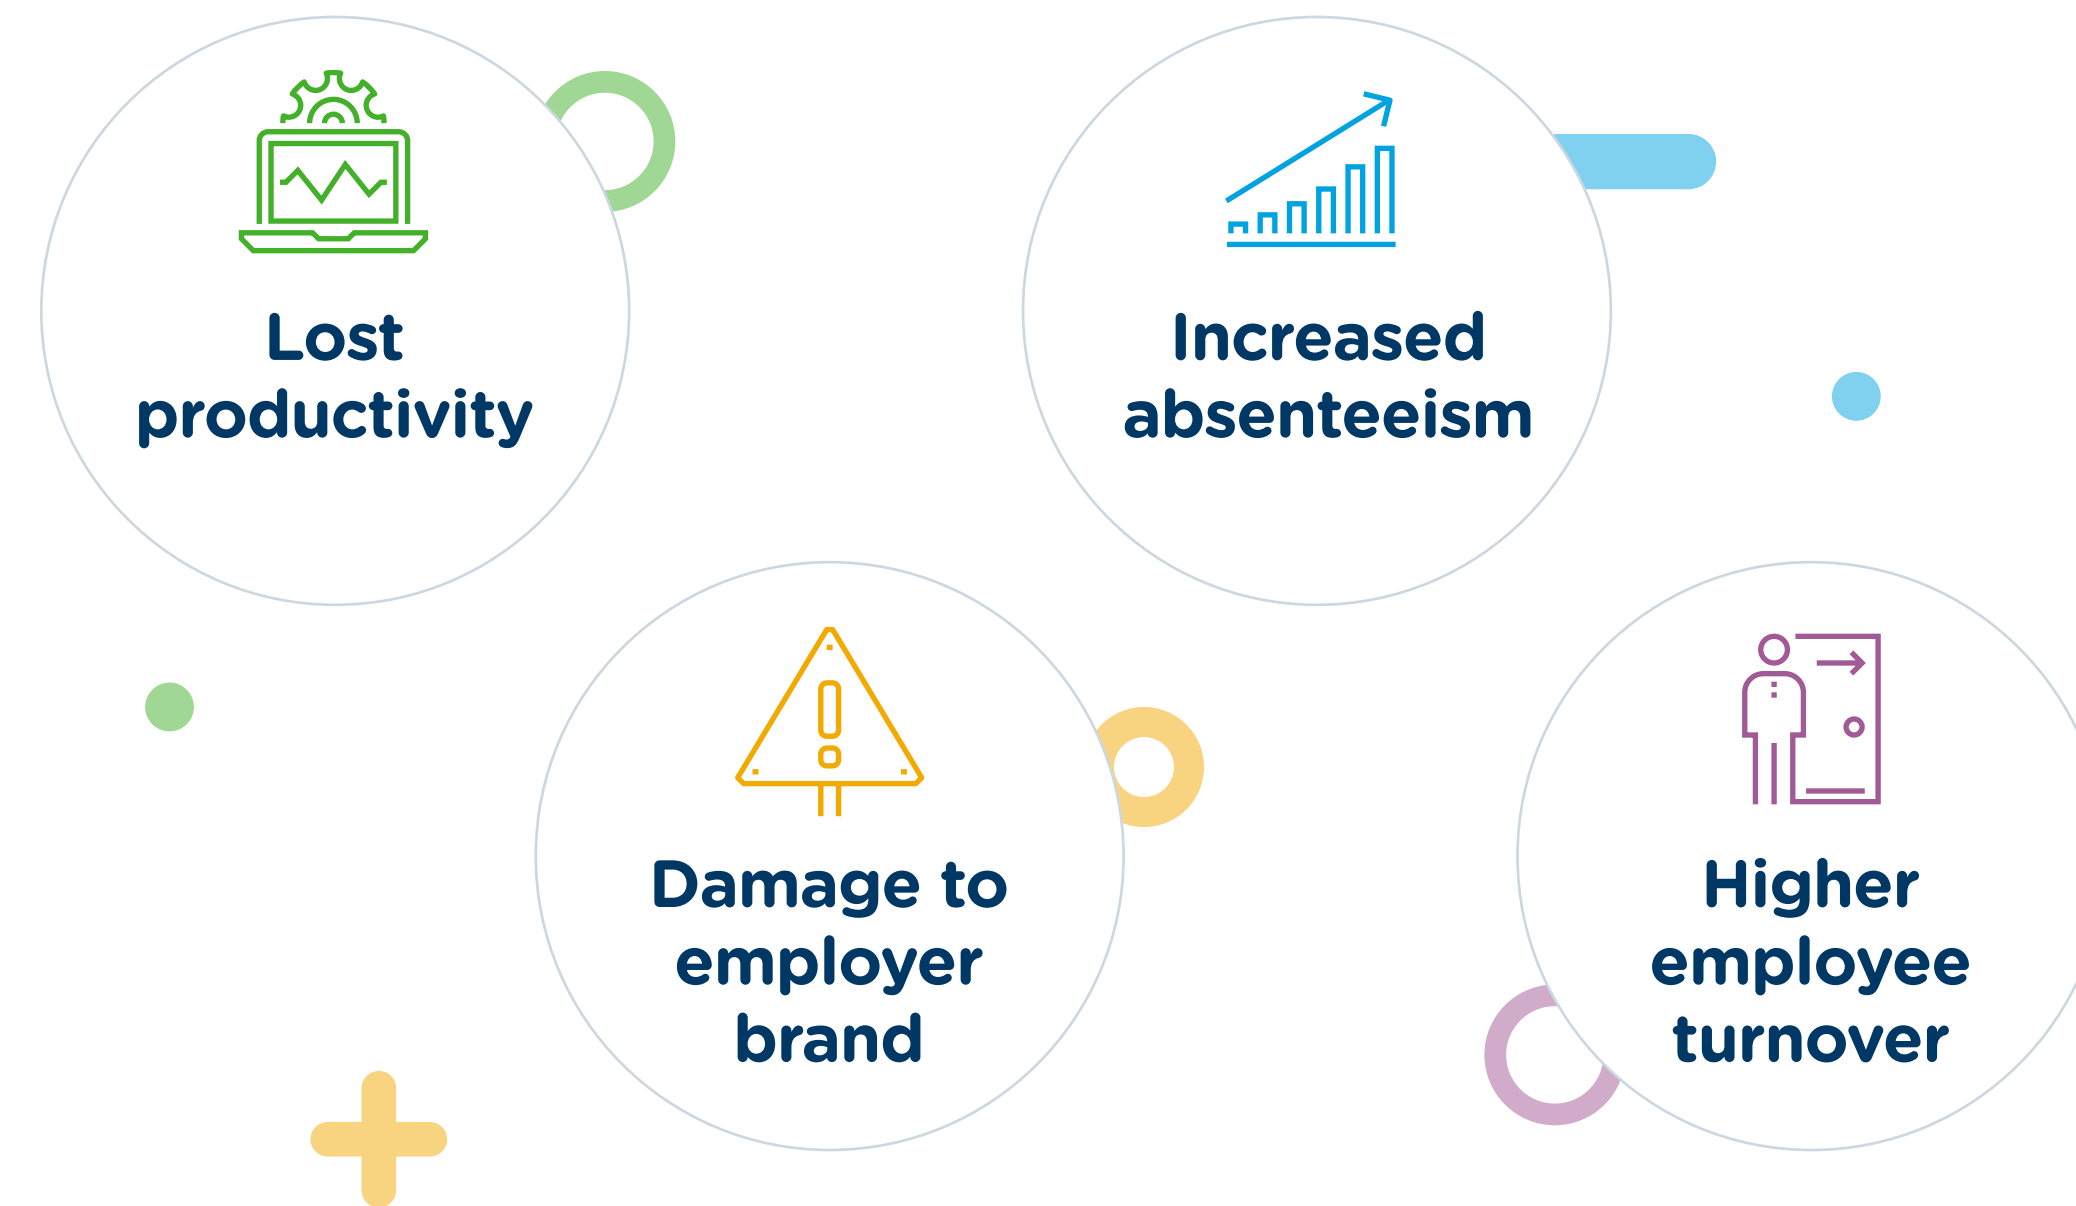 Lost
productivity
Increased
absenteeism
Damage to
employer
brand
Higher
employee
turnover